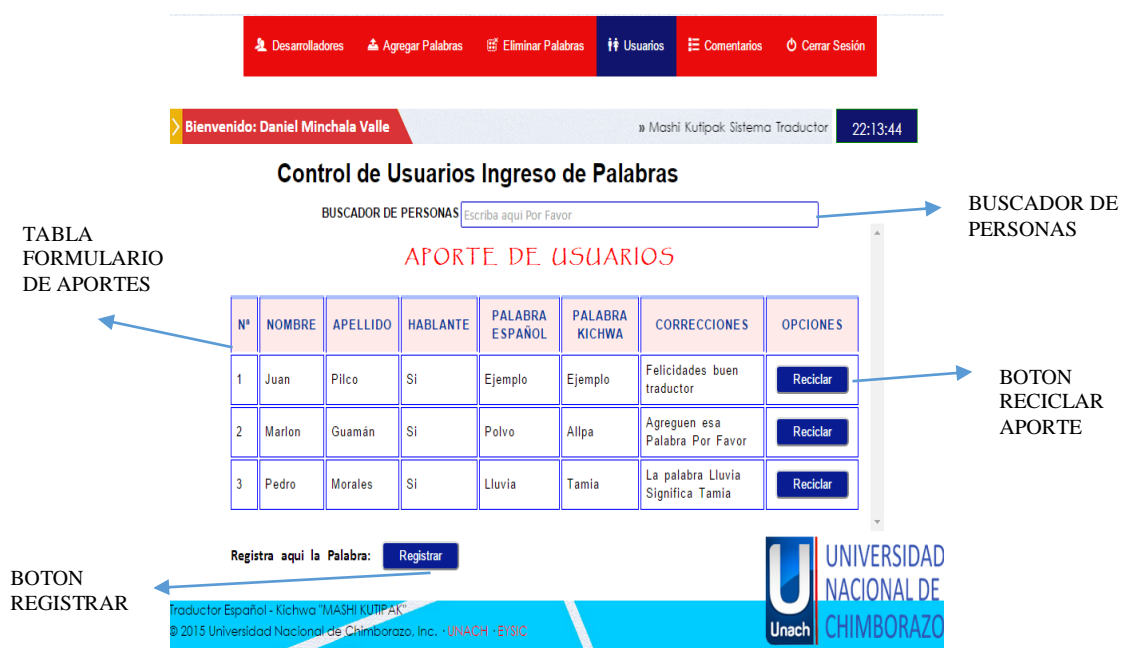 Desarrolladores Agregar Palabras Eliminar Palabras Usuarios Comentarios Cerrar Sesión
Bienvenido: Daniel Minchala Valle
» Mashi Kutipak Sistema Traductor
22:13:44
Control de Usuarios Ingreso de Palabras
BUSCADOR DE PERSONAS Escriba aqui Por Favor
BUSCADOR DE
PERSONAS
TABLA
FORMULARIO
DE APORTES
APORTE DE USUARIOS
Nª NOMBRE APELLIDO HABLANTE PALABRA ESPAÑOL PALABRA KICHWA CORRECCIONES OPCIONES
1 Juan Pilco Si Ejemplo Ejemplo Felicidades buen traductor Reciclar
2 Marlon Guamán Si Polvo Allpa Agreguen esa Palabra Por Favor Reciclar
3 Pedro Morales Si Lluvia Tamia La palabra Lluvia Significa Tamia Reciclar
BOTON
RECICLAR
APORTE
Registra aqui la Palabra: Registrar
BOTON
REGISTRAR
Traductor Español - Kichwa "MASHI KUTIPAK"
© 2015 Universidad Nacional de Chimborazo, Inc. · UNACH · EYSIC
Unach
UNIVERSIDAD
NACIONAL DE
CHIMBORAZO